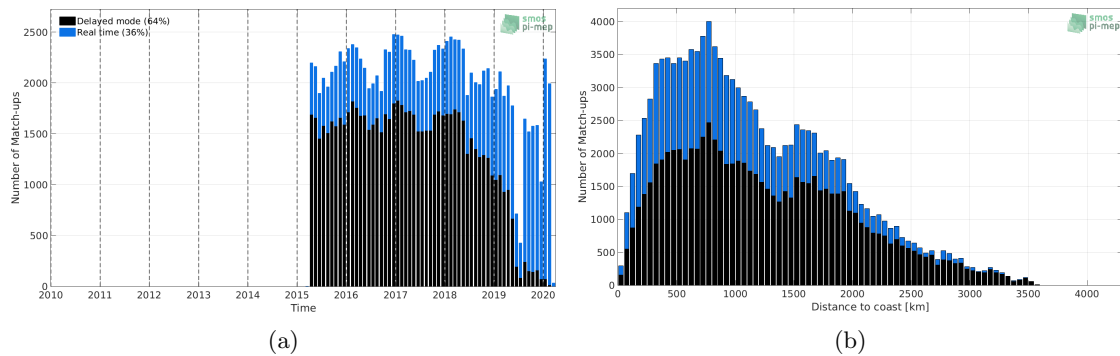 Delayed mode (64%)
Real time (36%)
smos
pi-mep
2500
2000
1500
1000
500
0
Number of Match-ups
2010 2011 2012 2013 2014 2015 2016 2017 2018 2019 2020
Time
(a)
smos
pi-mep
4000
3500
3000
2500
2000
1500
1000
500
0
Number of Match-ups
0 500 1000 1500 2000 2500 3000 3500 4000
Distance to coast [km]
(b)